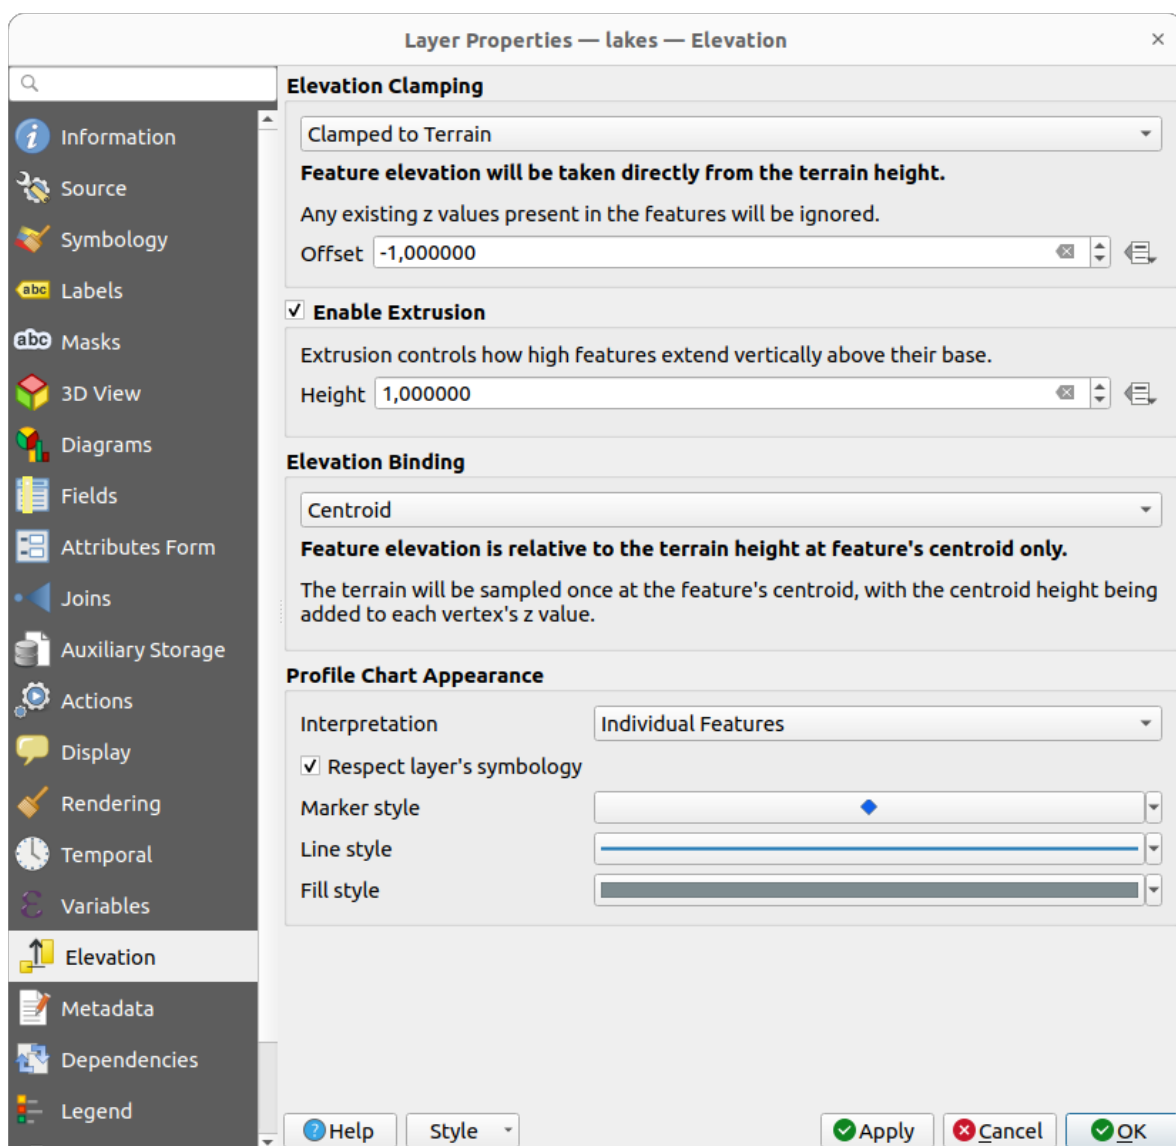 Layer Properties — lakes — Elevation
Information
Source
Symbology
abc Labels
abc Masks
3D View
Diagrams
Fields
Attributes Form
Joins
Auxiliary Storage
Actions
Display
Rendering
Temporal
Variables
Elevation
Metadata
Dependencies
Legend
Elevation Clamping
Clamped to Terrain
Feature elevation will be taken directly from the terrain height.
Any existing z values present in the features will be ignored.
Offset -1,000000
Enable Extrusion
Extrusion controls how high features extend vertically above their base.
Height 1,000000
Elevation Binding
Centroid
Feature elevation is relative to the terrain height at feature's centroid only.
The terrain will be sampled once at the feature's centroid, with the centroid height being
added to each vertex's z value.
Profile Chart Appearance
Interpretation Individual Features
Respect layer's symbology
Marker style
Line style
Fill style
Help Style Apply Cancel OK